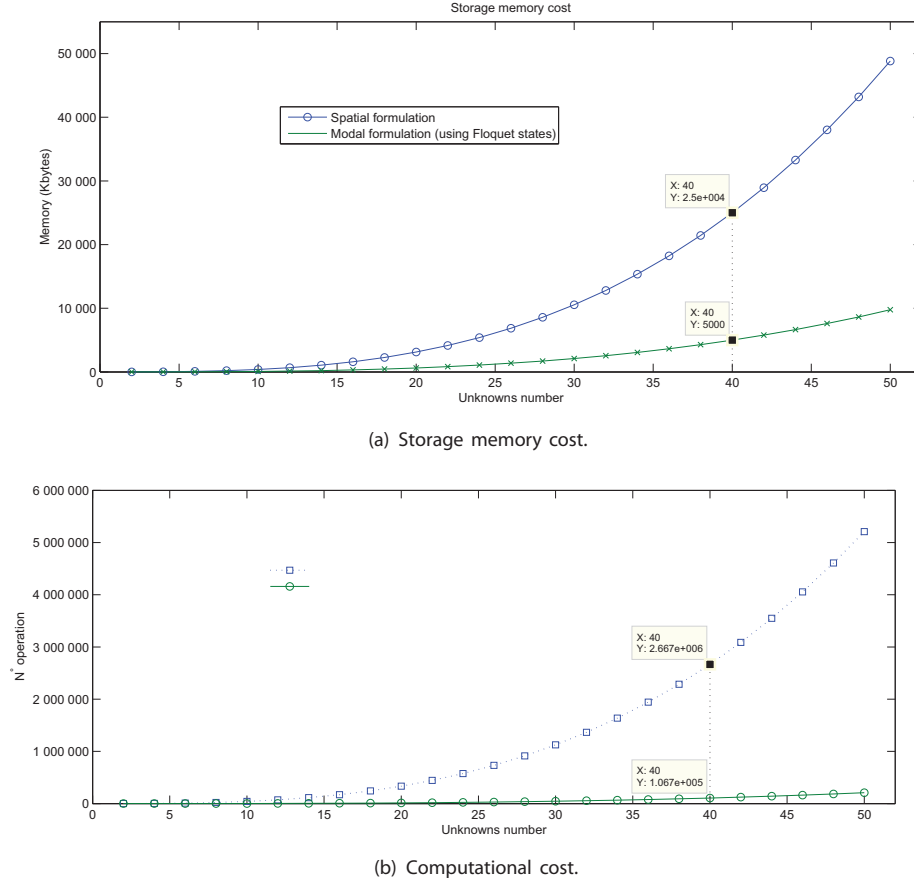 Storage memory cost
50 000
40 000
30 000
20 000
10 000
0
Memory (Kbytes)
Spatial formulation
Modal formulation (using Floquet states)
X: 40
Y: 2.5e+004
X: 40
Y: 5000
0 5 10 15 20 25 30 35 40 45 50
Unknowns number
(a) Storage memory cost.
6 000 000
5 000 000
4 000 000
3 000 000
2 000 000
1 000 000
0
N° operation
X: 40
Y: 2.667e+006
X: 40
Y: 1.067e+005
0 5 10 15 20 25 30 35 40 45 50
Unknowns number
(b) Computational cost.